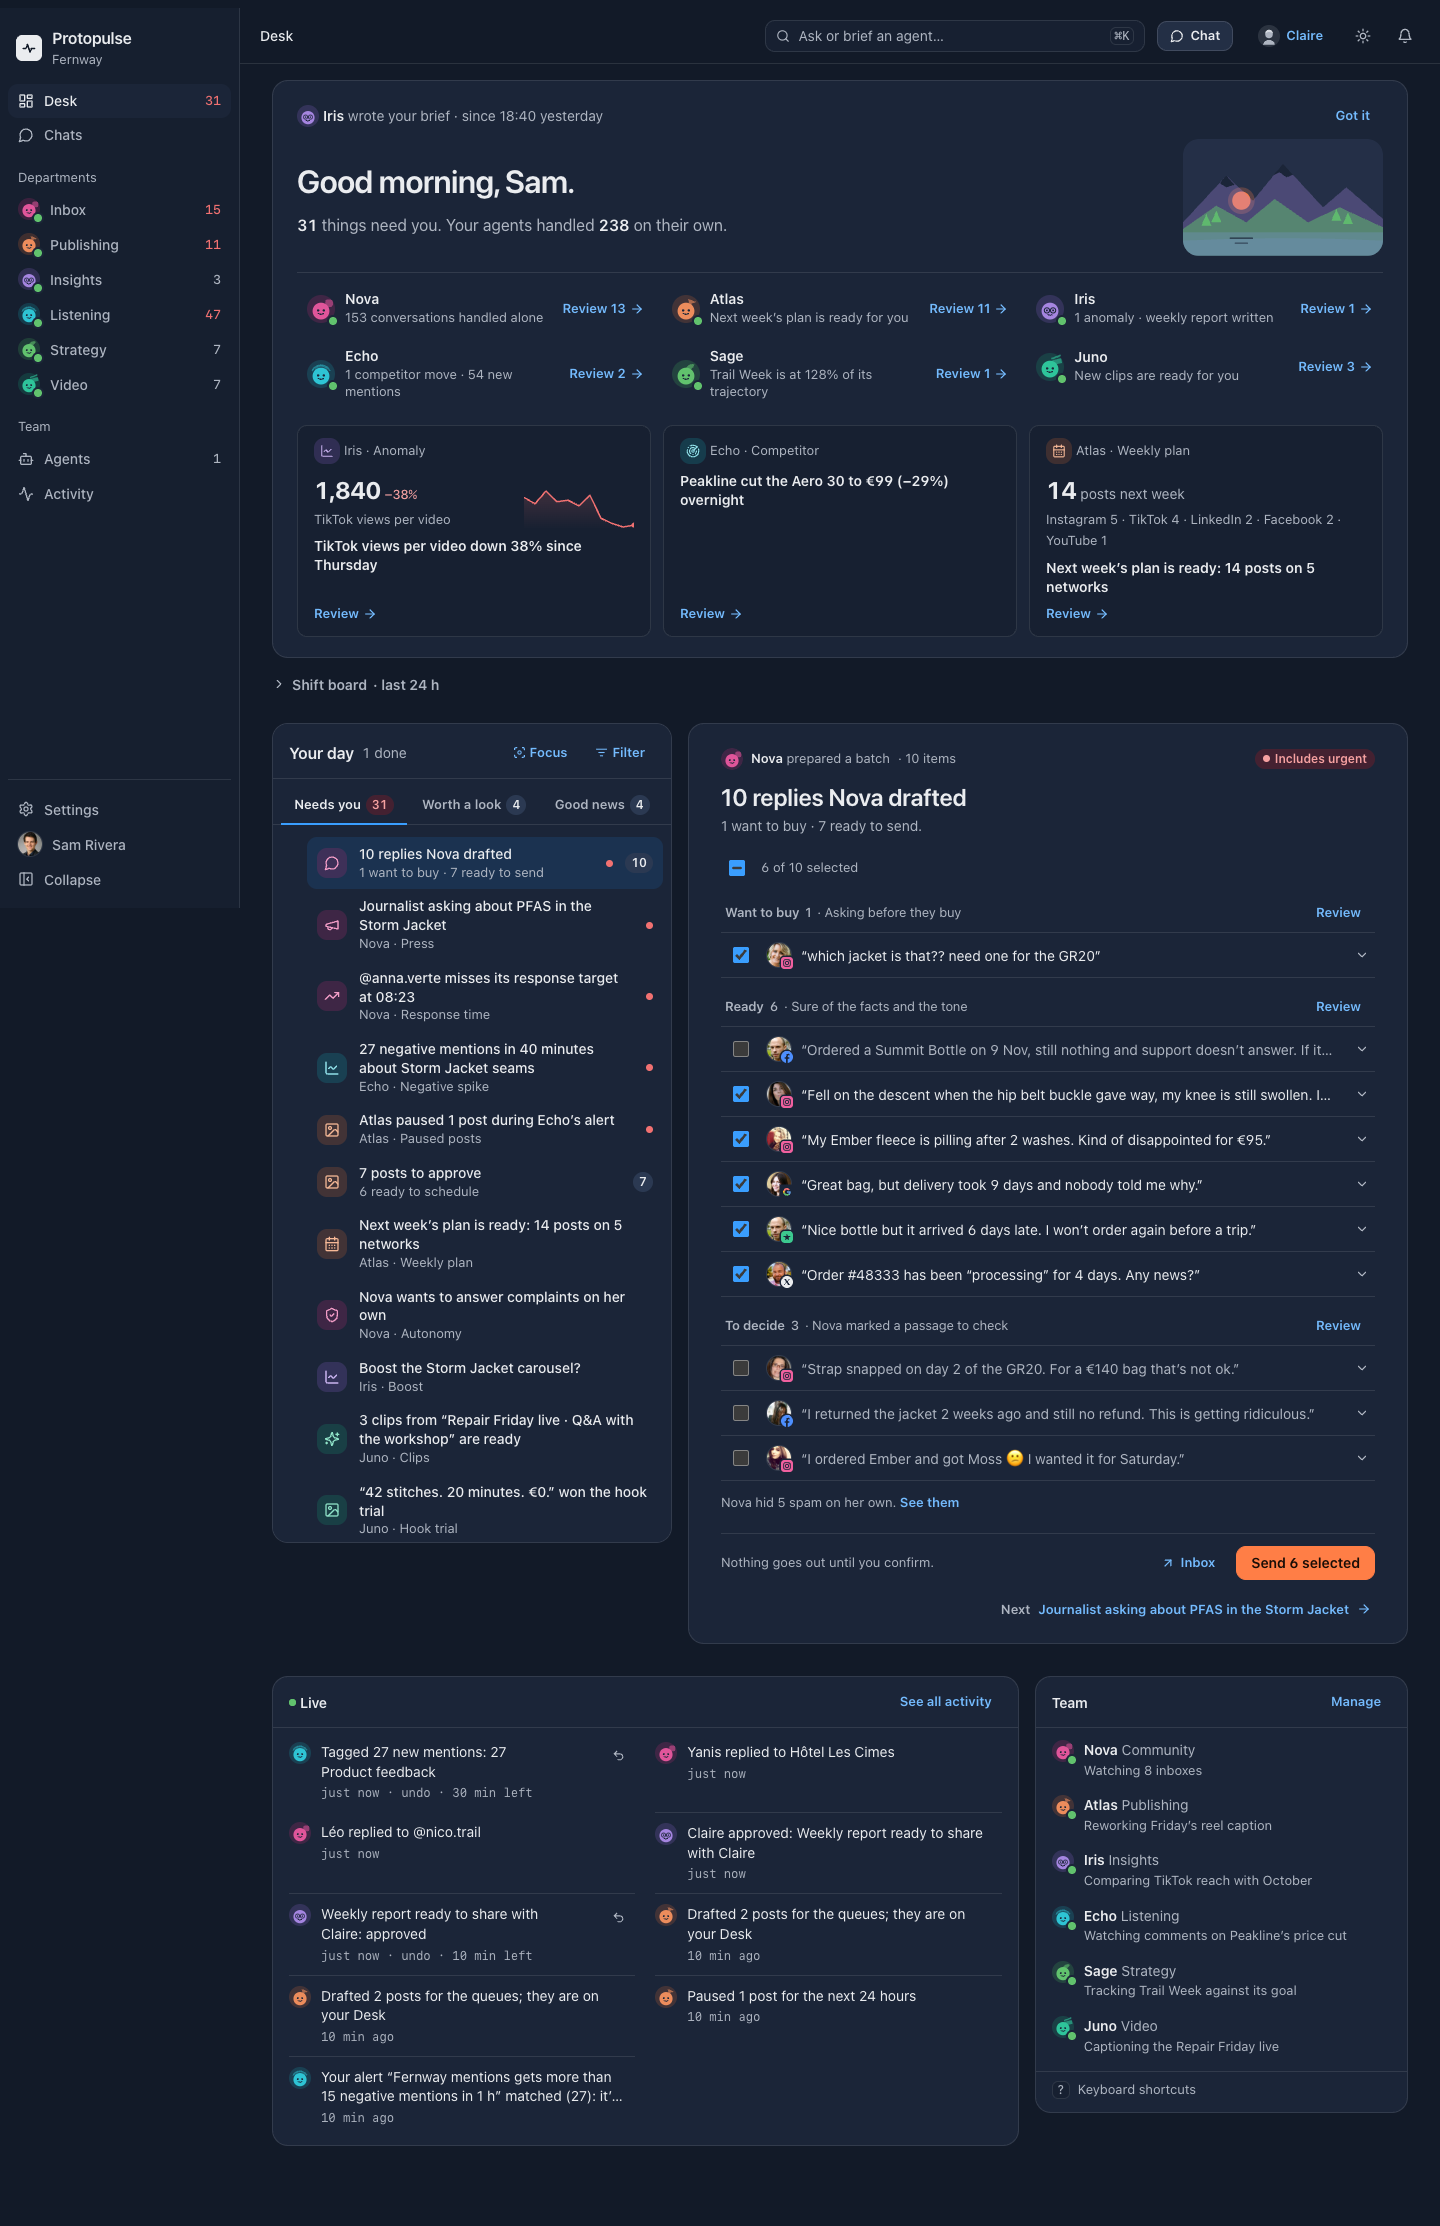 Protopulse
Fernway
Desk
Ask or brief an agent…
⌘K
Chat
Claire
Desk 31
Chats
Departments
Inbox 15
Publishing 11
Insights 3
Listening 47
Strategy 7
Video 7
Team
Agents 1
Activity
Settings
Sam Rivera
Collapse
Iris wrote your brief · since 18:40 yesterday
Got it
Good morning, Sam.
31 things need you. Your agents handled 238 on their own.
Nova
153 conversations handled alone
Review 13
Atlas
Next week’s plan is ready for you
Review 11
Iris
1 anomaly · weekly report written
Review 1
Echo
1 competitor move · 54 new
mentions
Review 2
Sage
Trail Week is at 128% of its
trajectory
Review 1
Juno
New clips are ready for you
Review 3
Iris · Anomaly
1,840 −38%
TikTok views per video
TikTok views per video down 38% since
Thursday
Review
Echo · Competitor
Peakline cut the Aero 30 to €99 (−29%)
overnight
Review
Atlas · Weekly plan
14 posts next week
Instagram 5 · TikTok 4 · LinkedIn 2 · Facebook 2 ·
YouTube 1
Next week’s plan is ready: 14 posts on 5
networks
Review
Shift board · last 24 h
Your day 1 done
Focus
Filter
Needs you 31
Worth a look 4
Good news 4
10 replies Nova drafted
1 want to buy · 7 ready to send
10
Journalist asking about PFAS in the
Storm Jacket
Nova · Press
@anna.verte misses its response target
at 08:23
Nova · Response time
27 negative mentions in 40 minutes
about Storm Jacket seams
Echo · Negative spike
Atlas paused 1 post during Echo’s alert
Atlas · Paused posts
7 posts to approve
6 ready to schedule
7
Next week’s plan is ready: 14 posts on 5
networks
Atlas · Weekly plan
Nova wants to answer complaints on her
own
Nova · Autonomy
Boost the Storm Jacket carousel?
Iris · Boost
3 clips from “Repair Friday live · Q&A with
the workshop” are ready
Juno · Clips
“42 stitches. 20 minutes. €0.” won the hook
trial
Juno · Hook trial
Nova prepared a batch · 10 items
Includes urgent
10 replies Nova drafted
1 want to buy · 7 ready to send.
6 of 10 selected
Want to buy 1 · Asking before they buy
Review
“which jacket is that?? need one for the GR20”
Ready 6 · Sure of the facts and the tone
Review
“Ordered a Summit Bottle on 9 Nov, still nothing and support doesn’t answer. If it…
“Fell on the descent when the hip belt buckle gave way, my knee is still swollen. I…
“My Ember fleece is pilling after 2 washes. Kind of disappointed for €95.”
“Great bag, but delivery took 9 days and nobody told me why.”
“Nice bottle but it arrived 6 days late. I won’t order again before a trip.”
“Order #48333 has been “processing” for 4 days. Any news?”
To decide 3 · Nova marked a passage to check
Review
“Strap snapped on day 2 of the GR20. For a €140 bag that’s not ok.”
“I returned the jacket 2 weeks ago and still no refund. This is getting ridiculous.”
“I ordered Ember and got Moss 😕 I wanted it for Saturday.”
Nova hid 5 spam on her own. See them
Nothing goes out until you confirm.
Inbox
Send 6 selected
Next Journalist asking about PFAS in the Storm Jacket
Live
See all activity
Tagged 27 new mentions: 27
Product feedback
just now · undo · 30 min left
Yanis replied to Hôtel Les Cimes
just now
Léo replied to @nico.trail
just now
Claire approved: Weekly report ready to share
with Claire
just now
Weekly report ready to share with
Claire: approved
just now · undo · 10 min left
Drafted 2 posts for the queues; they are on
your Desk
10 min ago
Drafted 2 posts for the queues; they are on
your Desk
10 min ago
Paused 1 post for the next 24 hours
10 min ago
Your alert “Fernway mentions gets more than
15 negative mentions in 1 h” matched (27): it’…
10 min ago
Team
Manage
Nova Community
Watching 8 inboxes
Atlas Publishing
Reworking Friday’s reel caption
Iris Insights
Comparing TikTok reach with October
Echo Listening
Watching comments on Peakline’s price cut
Sage Strategy
Tracking Trail Week against its goal
Juno Video
Captioning the Repair Friday live
? Keyboard shortcuts